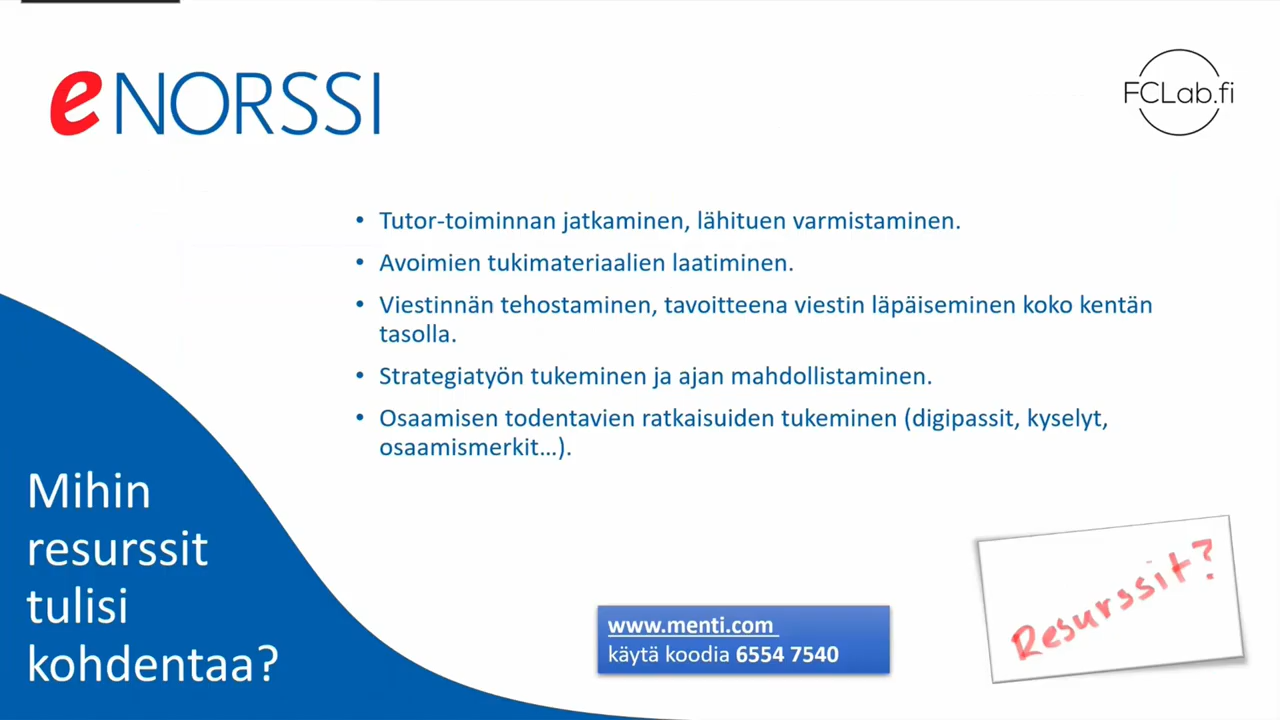 eNORSSI
FCLab.fi
• Tutor-toiminnan jatkaminen, lähituen varmistaminen.
• Avoimien tukimateriaalien laatiminen.
• Viestinnän tehostaminen, tavoitteena viestin läpäiseminen koko kentän
tasolla.
• Strategiatyön tukeminen ja ajan mahdollistaminen.
• Osaamisen todentavien ratkaisuiden tukeminen (digipassit, kyselyt,
osaamismerkit…).
Mihin
resurssit
tulisi
kohdentaa?
www.menti.com
käytä koodia 6554 7540
Resurssit?